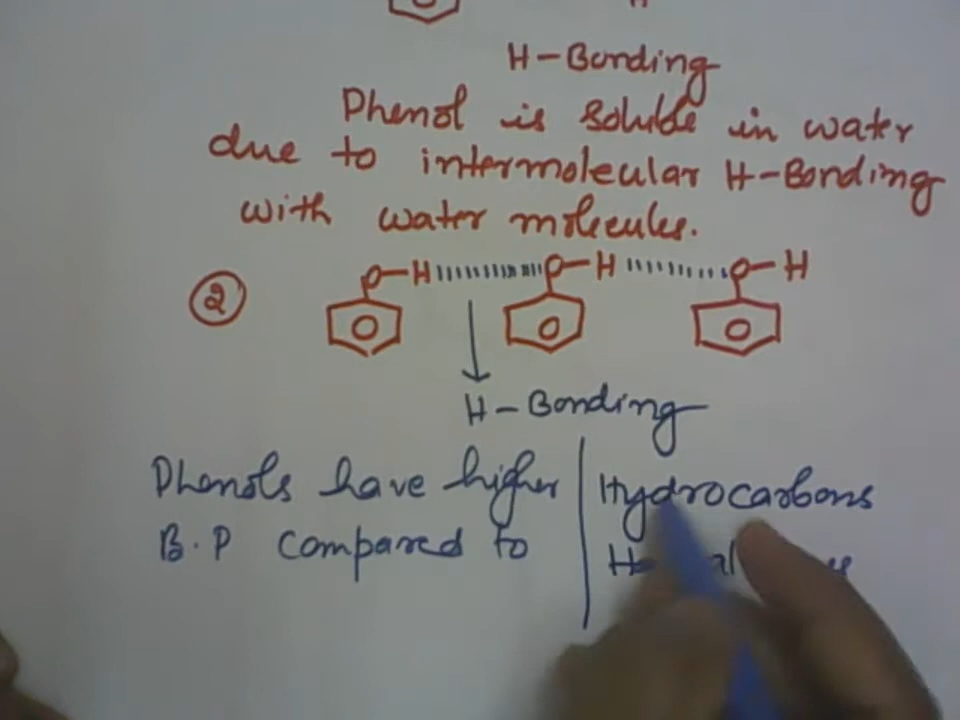 H
H-Bonding
Phenol is soluble in water
due to intermolecular H-Bonding
with water molecules.
② O-H O-H O-H
H-Bonding
Phenols have higher
B.P compared to
Hydrocarbons